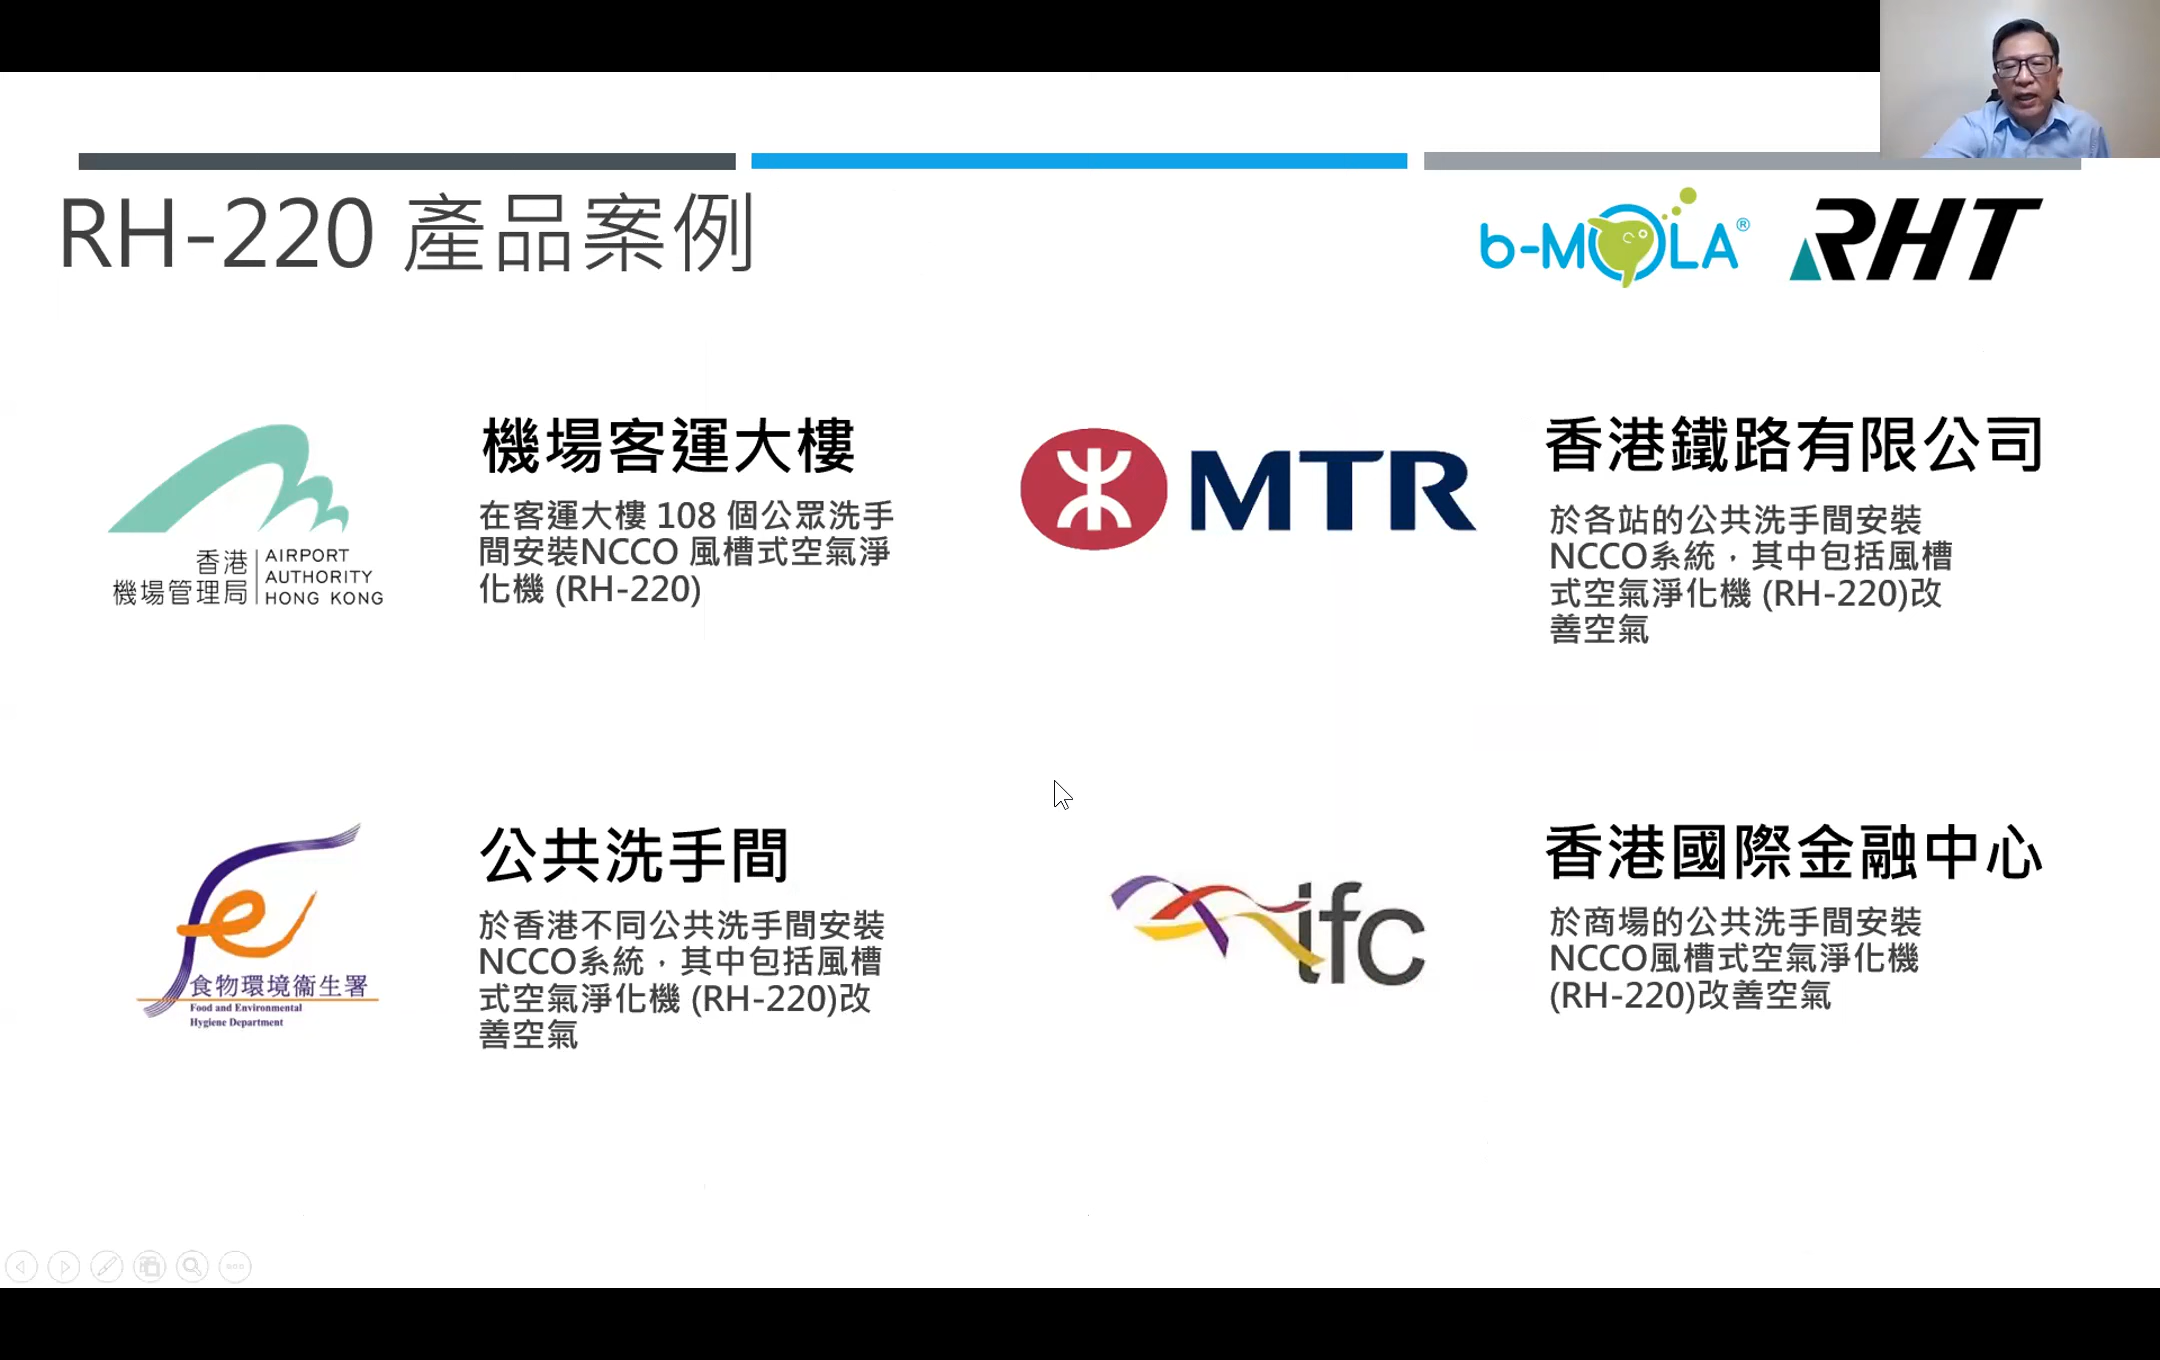 RH-220 產品案例
b-MOLA®
RHT
香港
機場管理局
AIRPORT
AUTHORITY
HONG KONG
機場客運大樓
在客運大樓 108 個公眾洗手
間安裝NCCO 風槽式空氣淨
化機 (RH-220)
MTR
香港鐵路有限公司
於各站的公共洗手間安裝
NCCO系統，其中包括風槽
式空氣淨化機 (RH-220)改
善空氣
食物環境衞生署
Food and Environmental
Hygiene Department
公共洗手間
於香港不同公共洗手間安裝
NCCO系統，其中包括風槽
式空氣淨化機 (RH-220)改
善空氣
ifc
香港國際金融中心
於商場的公共洗手間安裝
NCCO風槽式空氣淨化機
(RH-220)改善空氣